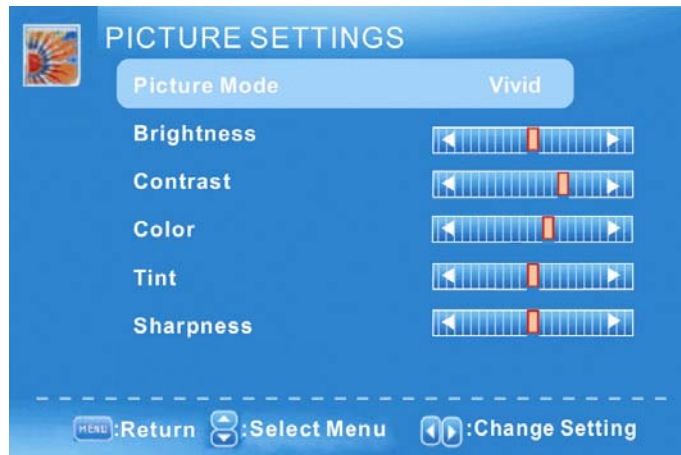 PICTURE SETTINGS
Picture Mode Vivid
Brightness
Contrast
Color
Tint
Sharpness
MENU :Return :Select Menu :Change Setting